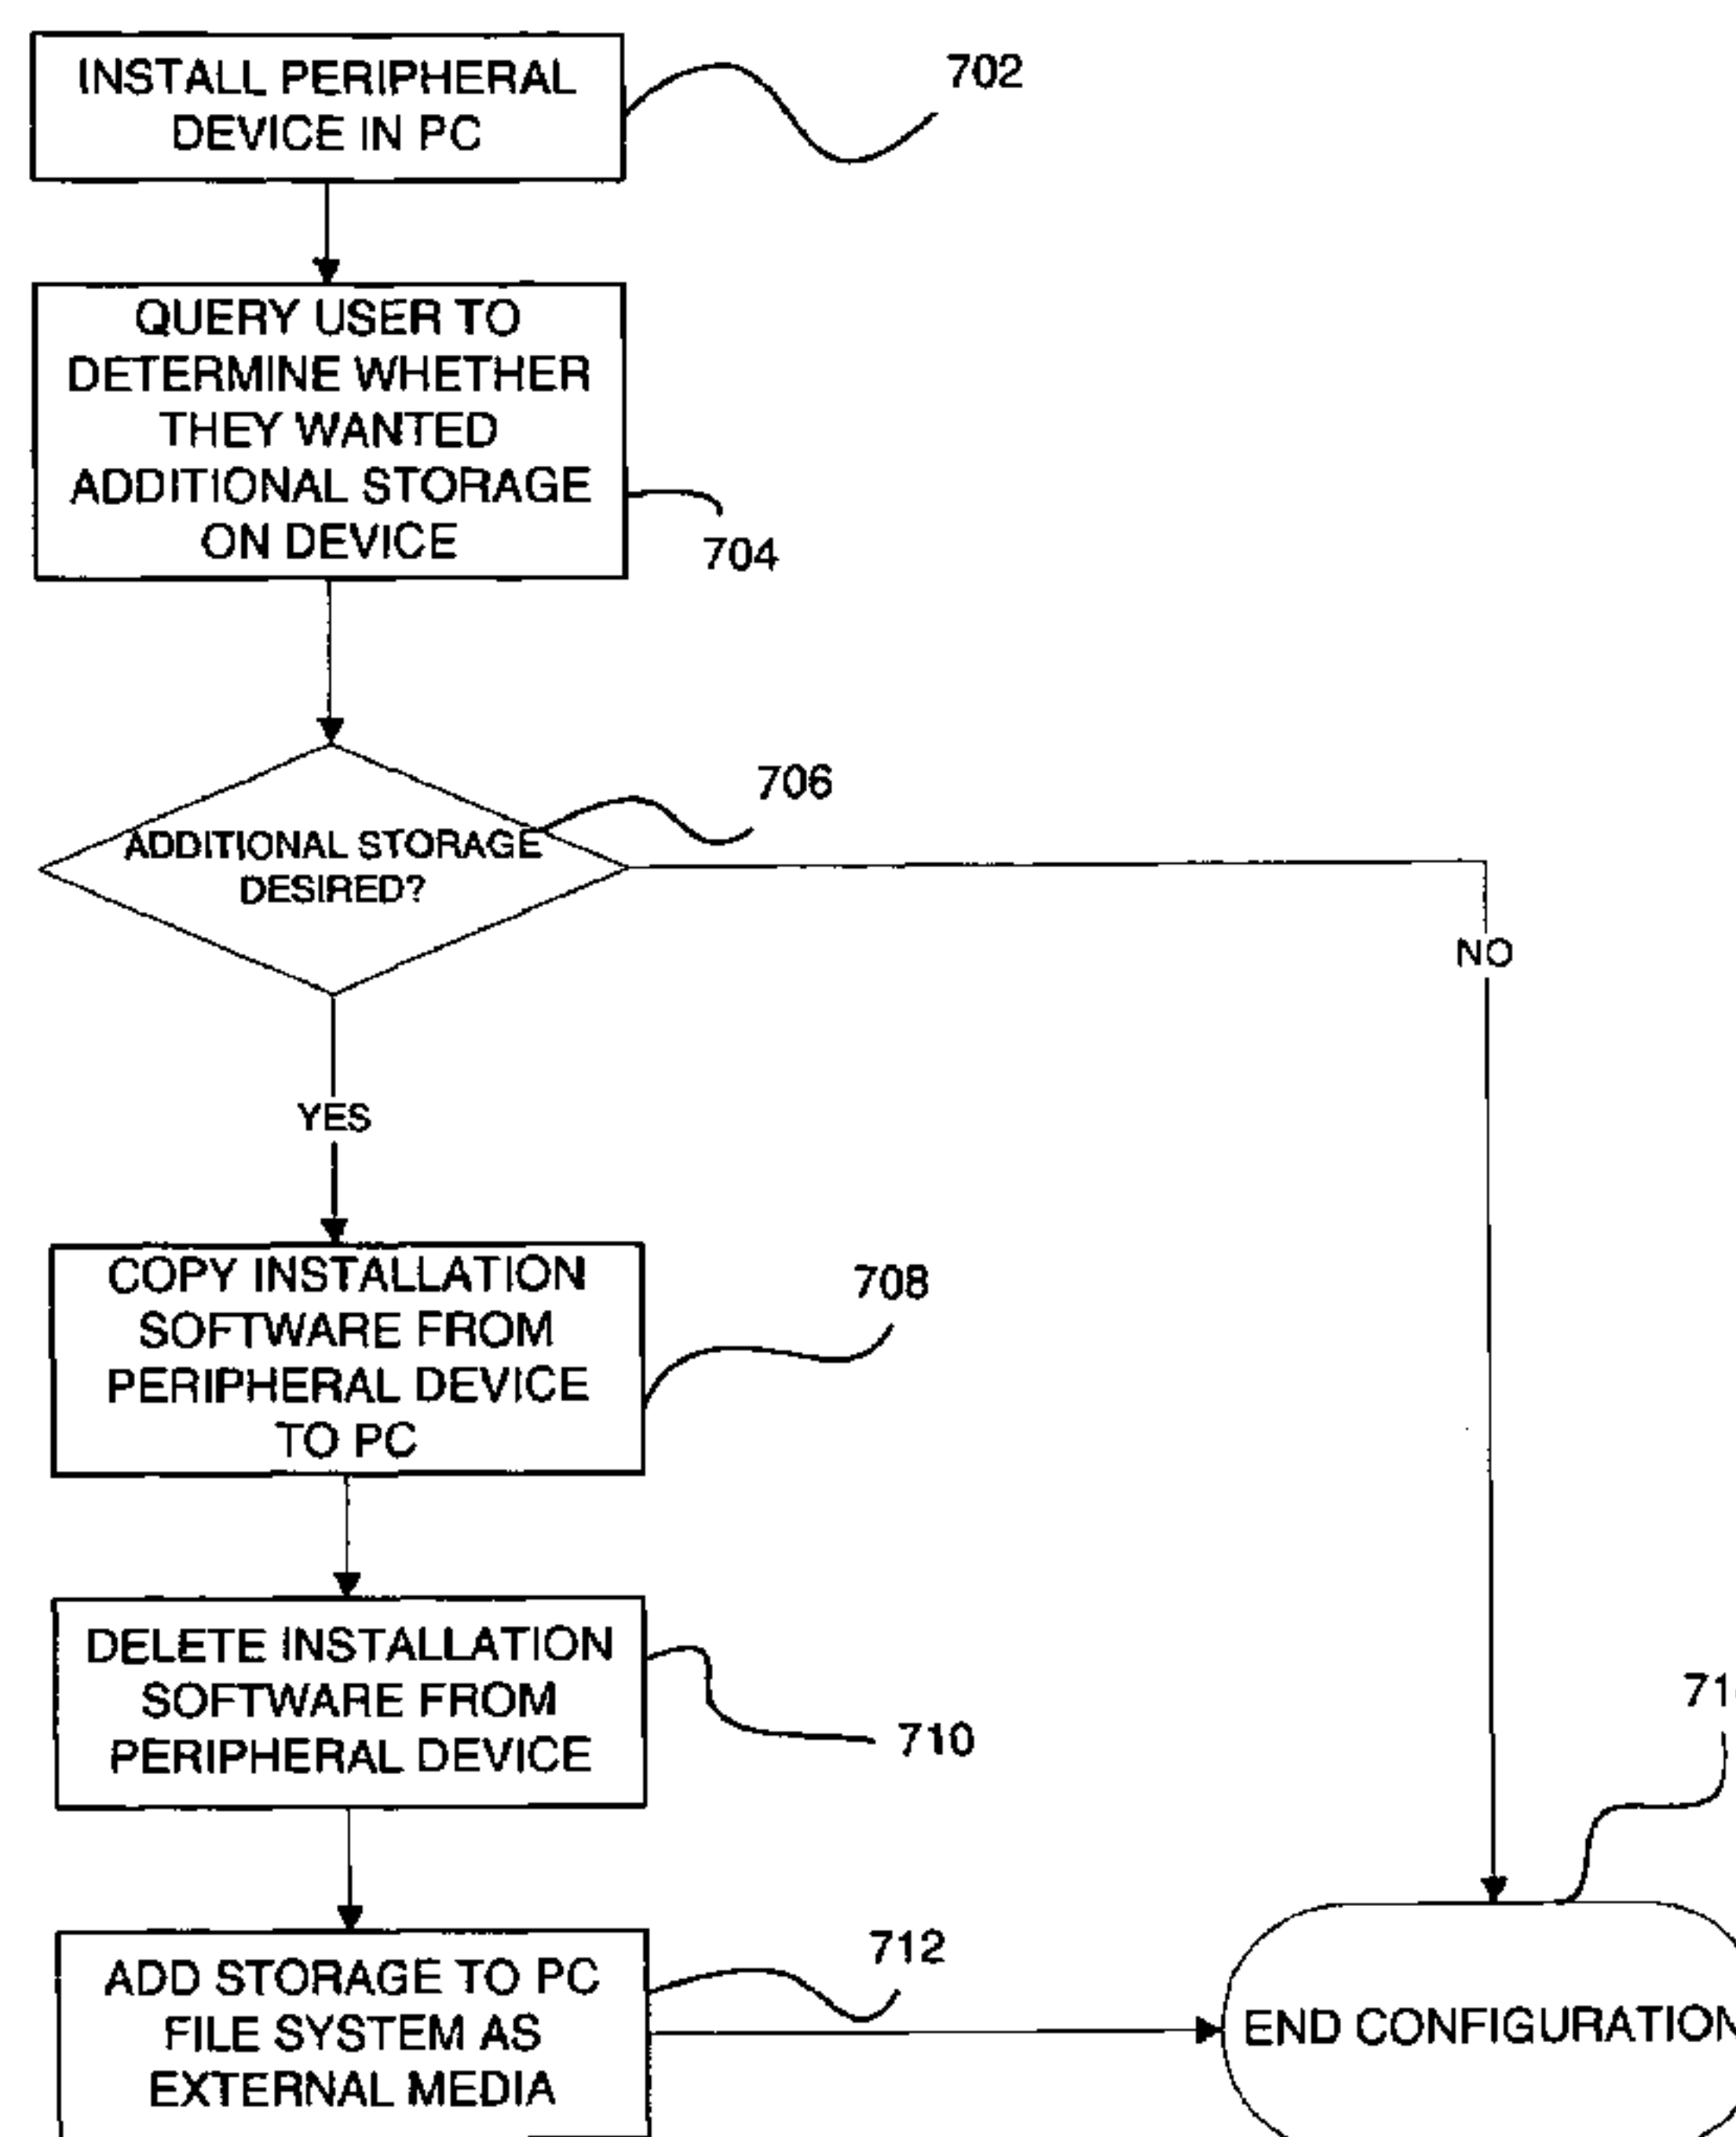 INSTALL PERIPHERAL
DEVICE IN PC
702
QUERY USER TO
DETERMINE WHETHER
THEY WANTED
ADDITIONAL STORAGE
ON DEVICE
704
706
ADDITIONAL STORAGE
DESIRED?
NO
YES
COPY INSTALLATION
SOFTWARE FROM
PERIPHERAL DEVICE
TO PC
708
DELETE INSTALLATION
SOFTWARE FROM
PERIPHERAL DEVICE
710
712
ADD STORAGE TO PC
FILE SYSTEM AS
EXTERNAL MEDIA
END CONFIGURATION